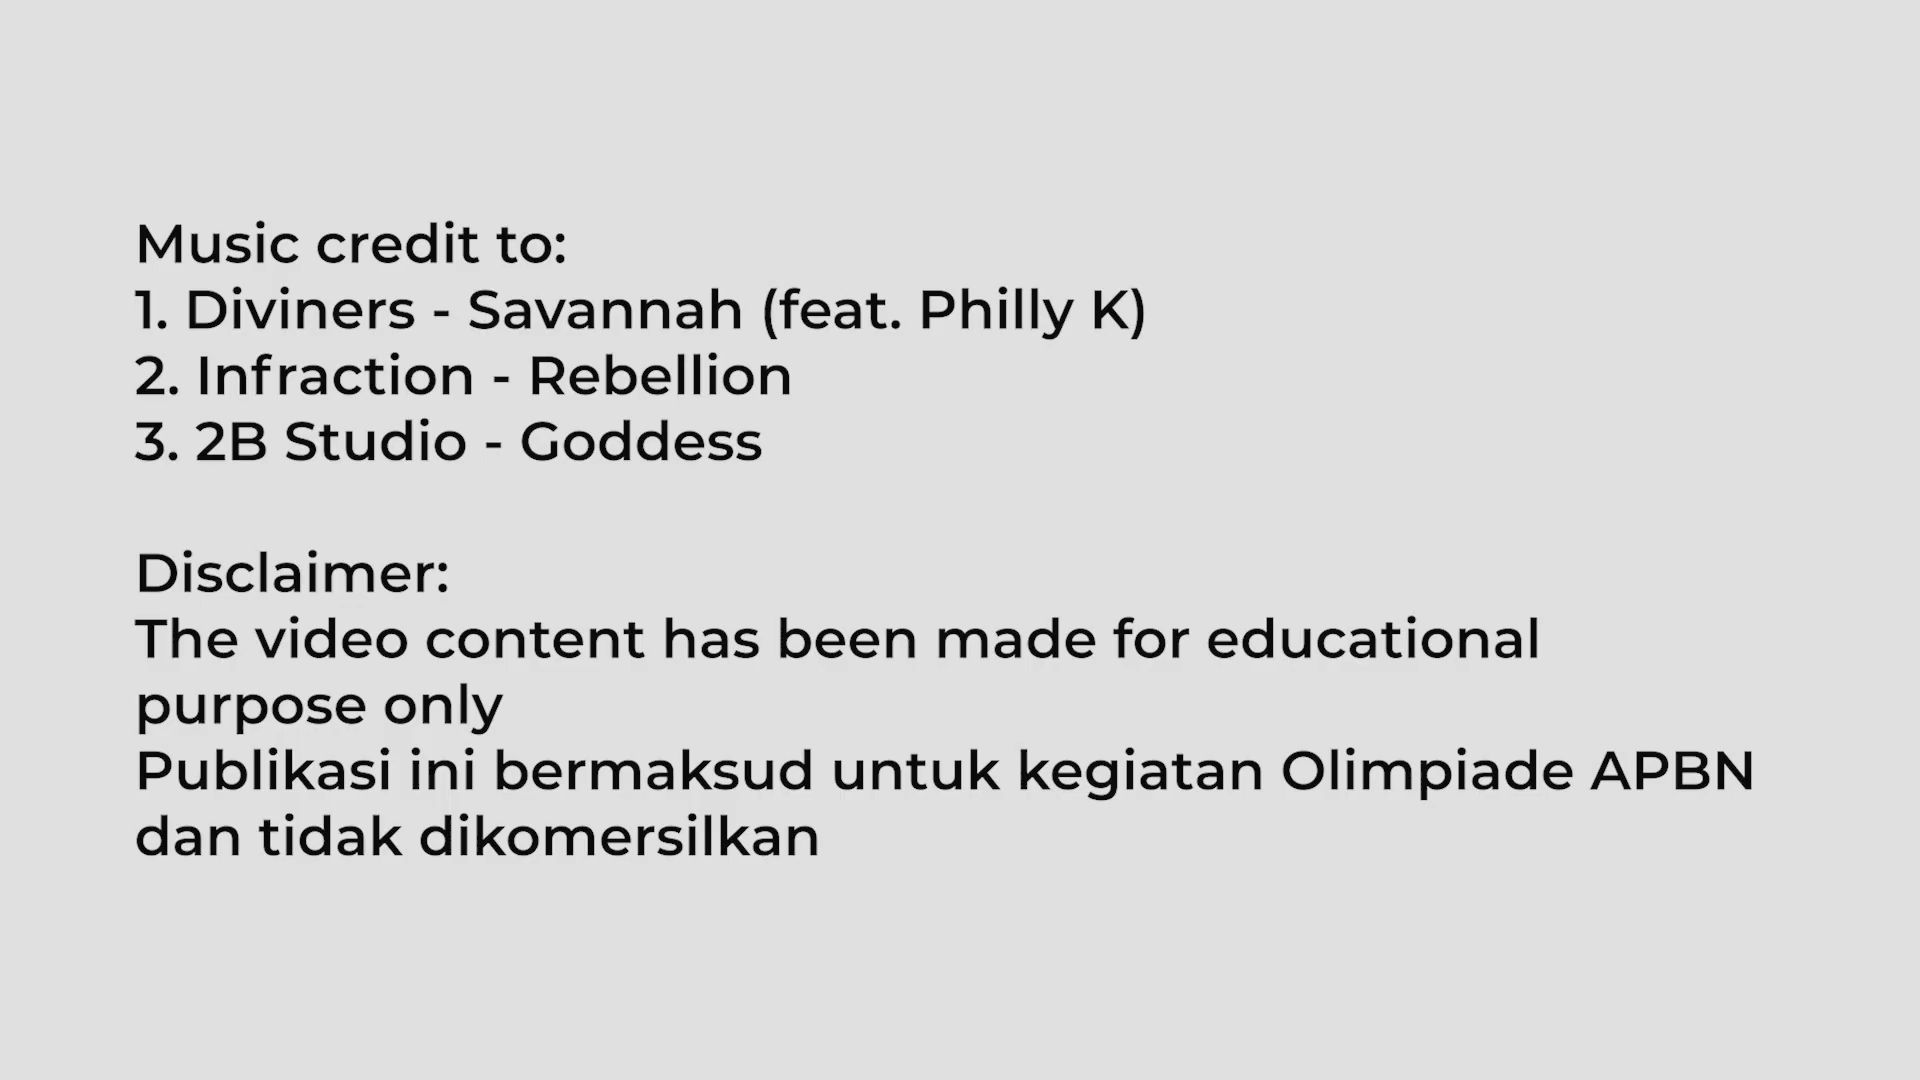 Music credit to:
1. Diviners - Savannah (feat. Philly K)
2. Infraction - Rebellion
3. 2B Studio - Goddess
Disclaimer:
The video content has been made for educational
purpose only
Publikasi ini bermaksud untuk kegiatan Olimpiade APBN
dan tidak dikomersilkan